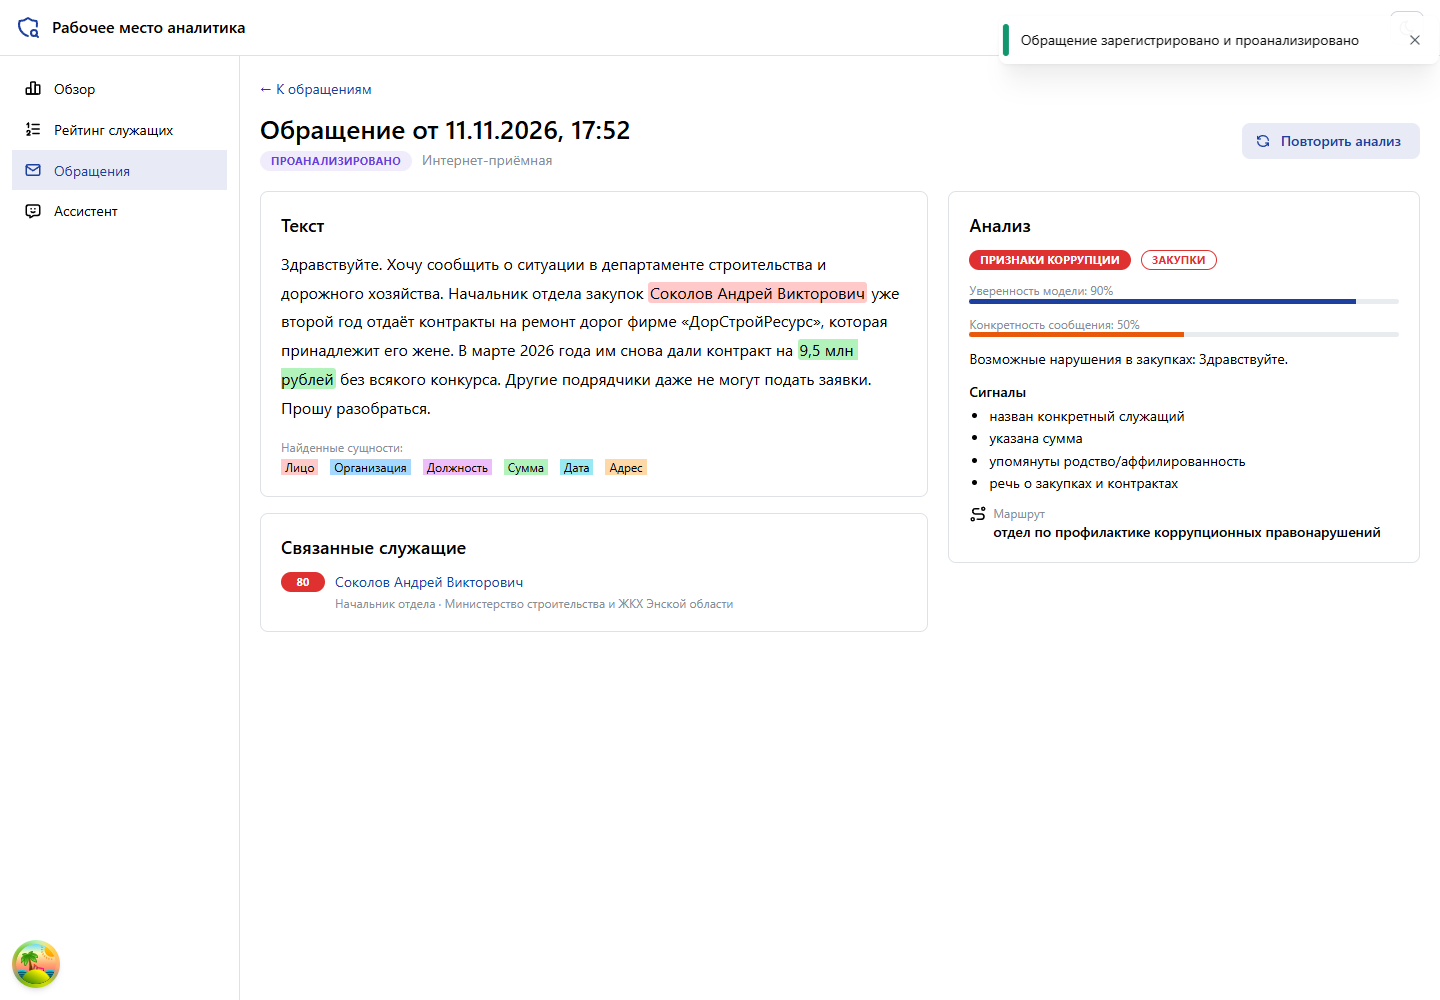 Рабочее место аналитика
Обращение зарегистрировано и проанализировано
Обзор
Рейтинг служащих
Обращения
Ассистент
← К обращениям
Обращение от 11.11.2026, 17:52
ПРОАНАЛИЗИРОВАНО
Интернет-приёмная
Повторить анализ
Текст
Здравствуйте. Хочу сообщить о ситуации в департаменте строительства и
дорожного хозяйства. Начальник отдела закупок Соколов Андрей Викторович уже
второй год отдаёт контракты на ремонт дорог фирме «ДорСтройРесурс», которая
принадлежит его жене. В марте 2026 года им снова дали контракт на 9,5 млн
рублей без всякого конкурса. Другие подрядчики даже не могут подать заявки.
Прошу разобраться.
Найденные сущности:
Лицо Организация Должность Сумма Дата Адрес
Связанные служащие
80 Соколов Андрей Викторович
Начальник отдела · Министерство строительства и ЖКХ Энской области
Анализ
ПРИЗНАКИ КОРРУПЦИИ ЗАКУПКИ
Уверенность модели: 90%
Конкретность сообщения: 50%
Возможные нарушения в закупках: Здравствуйте.
Сигналы
• назван конкретный служащий
• указана сумма
• упомянуты родство/аффилированность
• речь о закупках и контрактах
Маршрут
отдел по профилактике коррупционных правонарушений